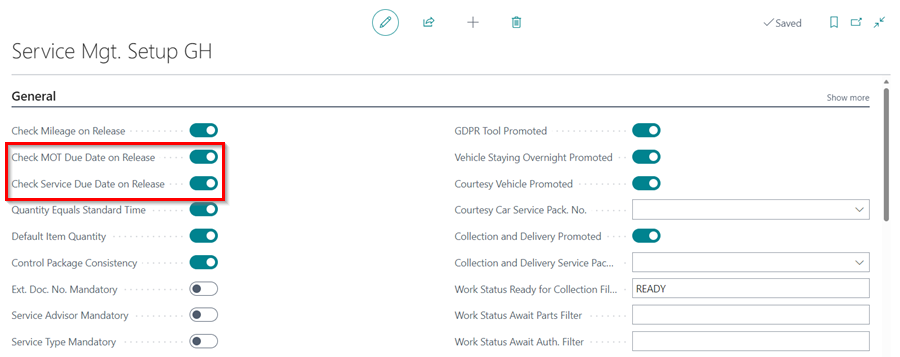 Saved
Service Mgt. Setup GH
General
Show more
Check Mileage on Release
Check MOT Due Date on Release
Check Service Due Date on Release
Quantity Equals Standard Time
Default Item Quantity
Control Package Consistency
Ext. Doc. No. Mandatory
Service Advisor Mandatory
Service Type Mandatory
GDPR Tool Promoted
Vehicle Staying Overnight Promoted
Courtesy Vehicle Promoted
Courtesy Car Service Pack. No.
Collection and Delivery Promoted
Collection and Delivery Service Pac...
Work Status Ready for Collection Fil... READY
Work Status Await Parts Filter
Work Status Await Auth. Filter